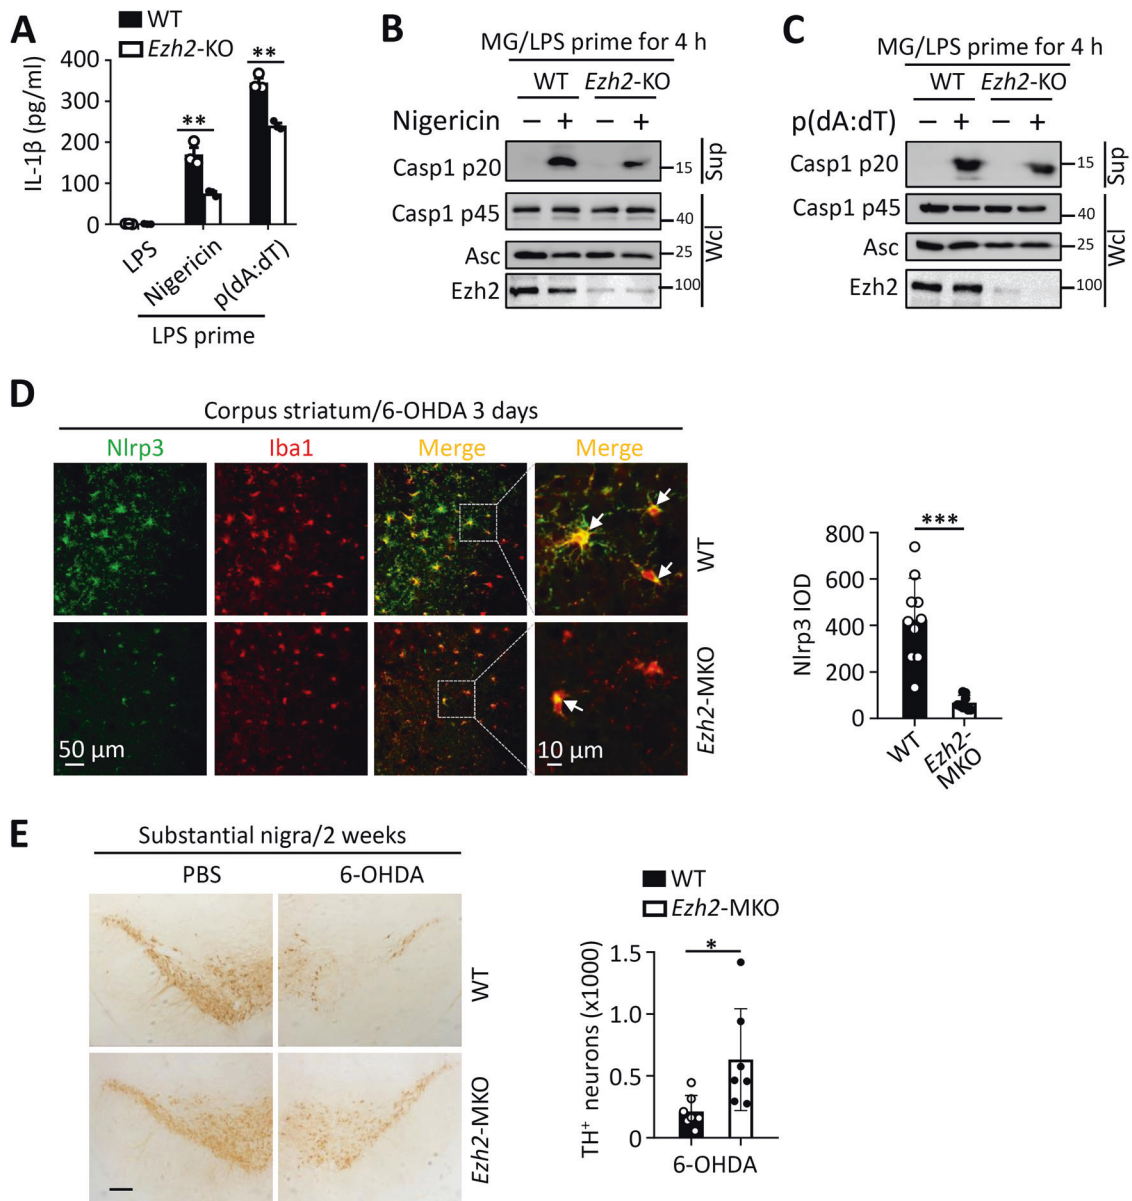 A
WT
Ezh2-KO
IL-1β (pg/ml)
400
300
200
100
0
**
**
LPS
Nigericin
p(dA:dT)
LPS prime
B
MG/LPS prime for 4 h
WT Ezh2-KO
Nigericin − + − +
Casp1 p20
15
Sup
Casp1 p45
40
Asc
25
Ezh2
100
Wcl
C
MG/LPS prime for 4 h
WT Ezh2-KO
p(dA:dT) − + − +
Casp1 p20
15
Sup
Casp1 p45
40
Asc
25
Ezh2
100
Wcl
D
Corpus striatum/6-OHDA 3 days
Nlrp3 Iba1 Merge Merge
WT
Ezh2-MKO
50 μm
10 μm
Nlrp3 IOD
800
600
400
200
0
***
WT
Ezh2-
MKO
E
Substantial nigra/2 weeks
PBS 6-OHDA
WT
Ezh2-MKO
WT
Ezh2-MKO
TH⁺ neurons (x1000)
1.5
1.0
0.5
0
*
6-OHDA